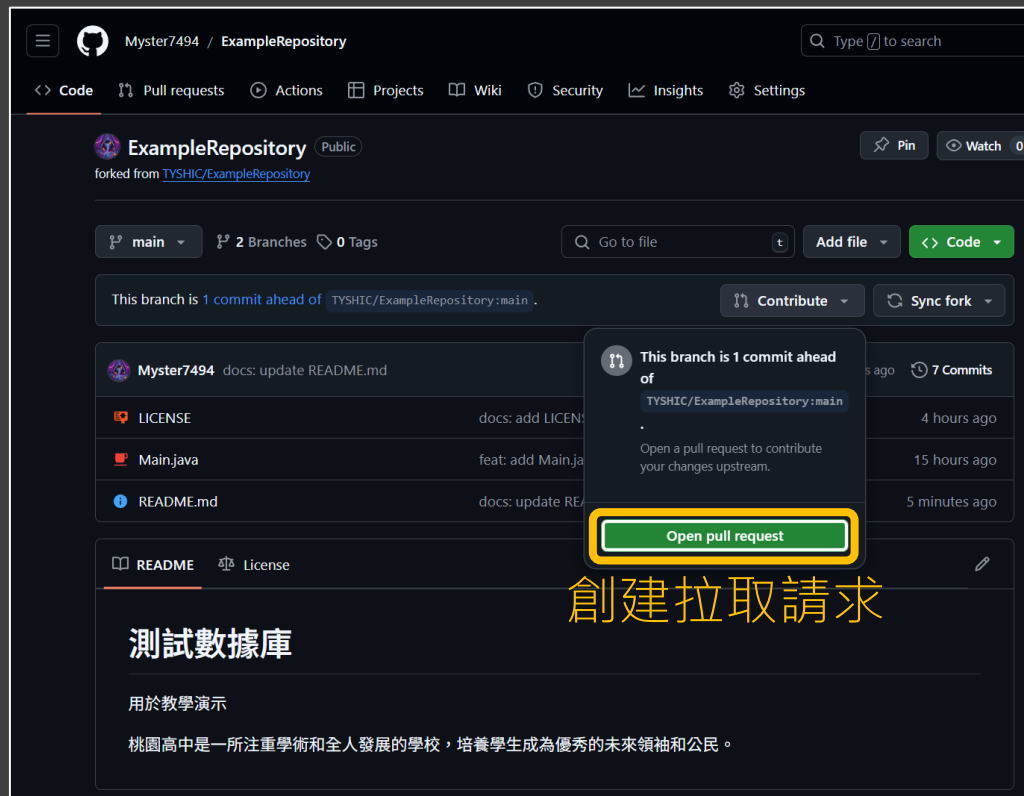 Myster7494 / ExampleRepository
Type / to search
Code Pull requests Actions Projects Wiki Security Insights Settings
ExampleRepository Public
Pin Watch 0
forked from TYSHIC/ExampleRepository
main 2 Branches 0 Tags
Go to file t Add file Code
This branch is 1 commit ahead of TYSHIC/ExampleRepository:main .
Contribute Sync fork
This branch is 1 commit ahead
of
TYSHIC/ExampleRepository:main
.
Open a pull request to contribute
your changes upstream.
Open pull request
創建拉取請求
Myster7494 docs: update README.md
s ago 7 Commits
LICENSE docs: add LICENS 4 hours ago
Main.java feat: add Main.ja 15 hours ago
README.md docs: update REA 5 minutes ago
README License
測試數據庫
用於教學演示
桃園高中是一所注重學術和全人發展的學校，培養學生成為優秀的未來領袖和公民。